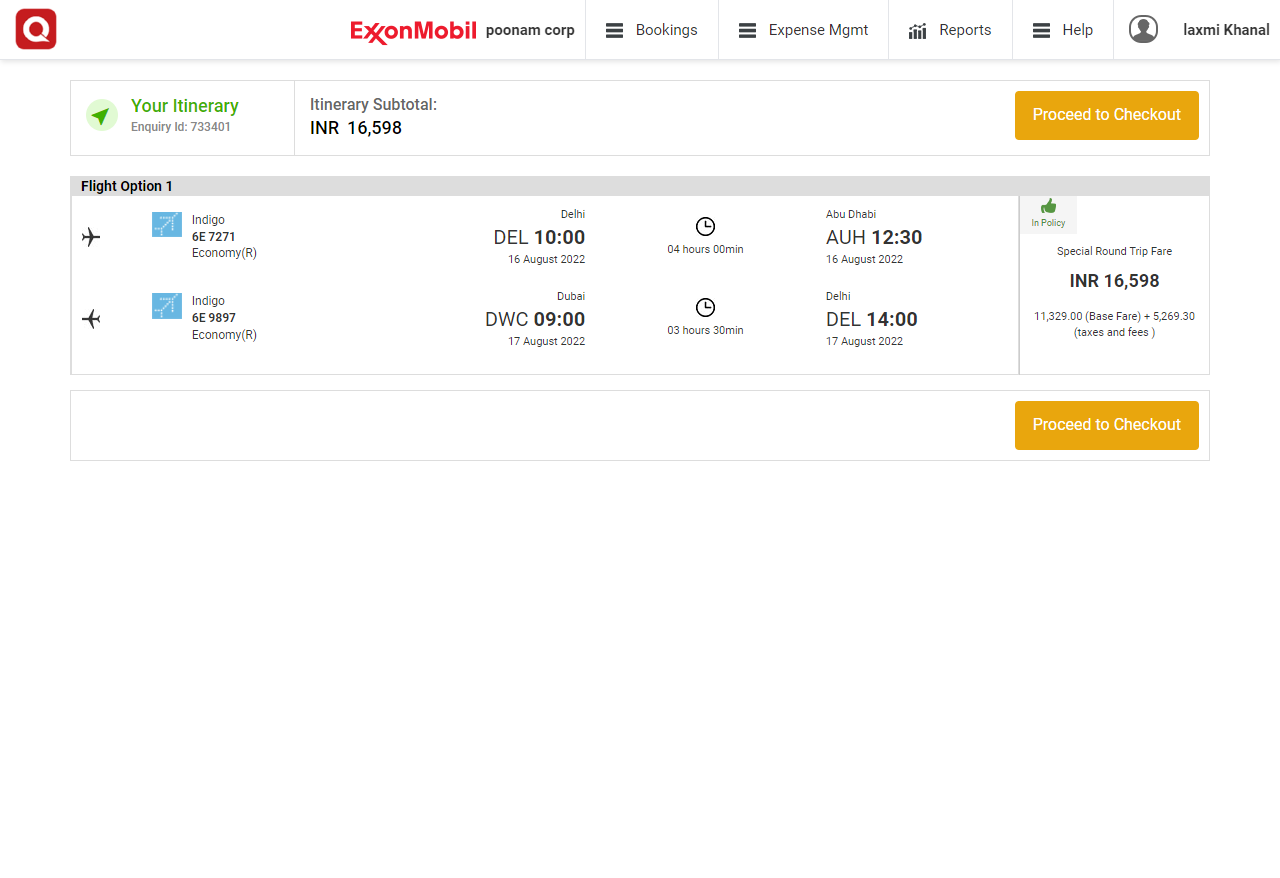 Q
ExxonMobil poonam corp Bookings Expense Mgmt Reports Help laxmi Khanal
Your Itinerary
Enquiry Id: 733401
Itinerary Subtotal:
INR 16,598
Proceed to Checkout
Flight Option 1
Indigo
6E 7271
Economy(R)
Delhi
DEL 10:00
16 August 2022
04 hours 00min
Abu Dhabi
AUH 12:30
16 August 2022
Indigo
6E 9897
Economy(R)
Dubai
DWC 09:00
17 August 2022
03 hours 30min
Delhi
DEL 14:00
17 August 2022
In Policy
Special Round Trip Fare
INR 16,598
11,329.00 (Base Fare) + 5,269.30
(taxes and fees )
Proceed to Checkout